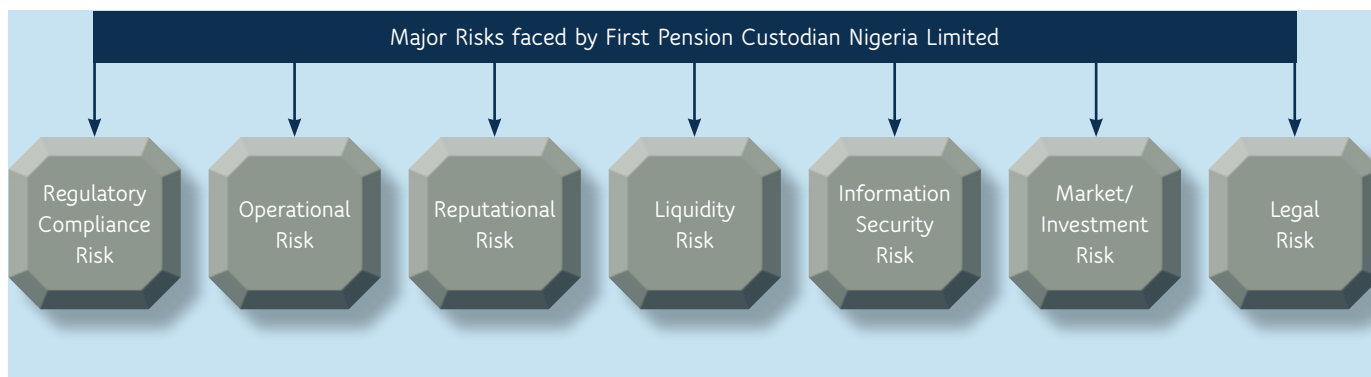 Major Risks faced by First Pension Custodian Nigeria Limited
Regulatory
Compliance
Risk
Operational
Risk
Reputational
Risk
Liquidity
Risk
Information
Security
Risk
Market/
Investment
Risk
Legal
Risk